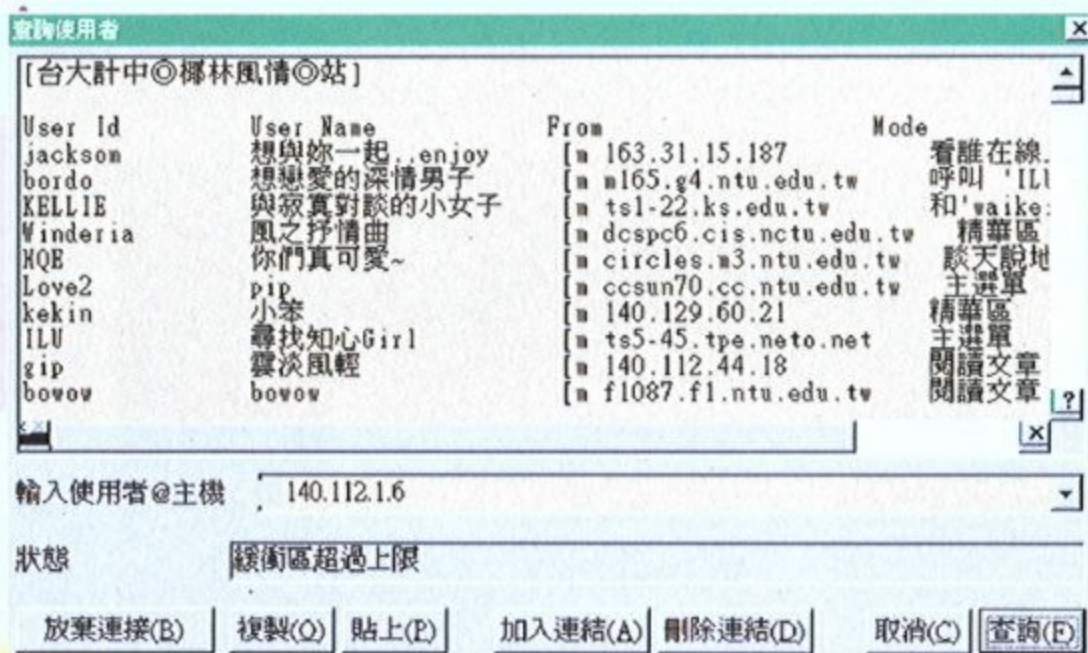 查詢使用者
[台大計中◎椰林風情◎站]
User Id User Name From Mode
jackson 想與妳一起..enjoy [m 163.31.15.187 看誰在線
bordo 想戀愛的深情男子 [m m165.g4.ntu.edu.tw 呼叫 'ILU
KELLIE 與寂寞對談的小女子 [m ts1-22.ks.edu.tw 和'waike
Winderia 風之抒情曲 [m dcspc6.cis.nctu.edu.tw 精華區
HQE 你們真可愛~ [m circles.m3.ntu.edu.tw 談天說地
Love2 pip [m ccsun70.cc.ntu.edu.tw 主選單
kekin 小笨 [m 140.129.60.21 精華區
ILU 尋找知心Girl [m ts5-45.tpe.neto.net 主選單
gip 雲淡風輕 [m 140.112.44.18 閱讀文章
bowow bowow [m f1087.f1.ntu.edu.tw 閱讀文章
輸入使用者@主機 140.112.1.6
狀態 緩衝區超過上限
放棄連接(B) 複製(O) 貼上(P) 加入連結(A) 刪除連結(D) 取消(C) 查詢(F)